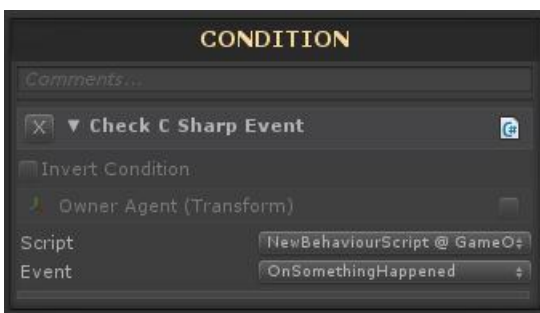 CONDITION
Comments...
X ▼ Check C Sharp Event C#
Invert Condition
Owner Agent (Transform)
Script NewBehaviourScript @ GameO
Event OnSomethingHappened